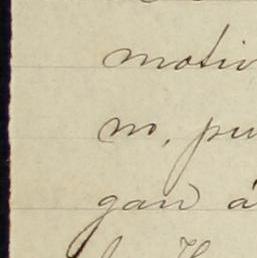 motiv
m, pu
gan á